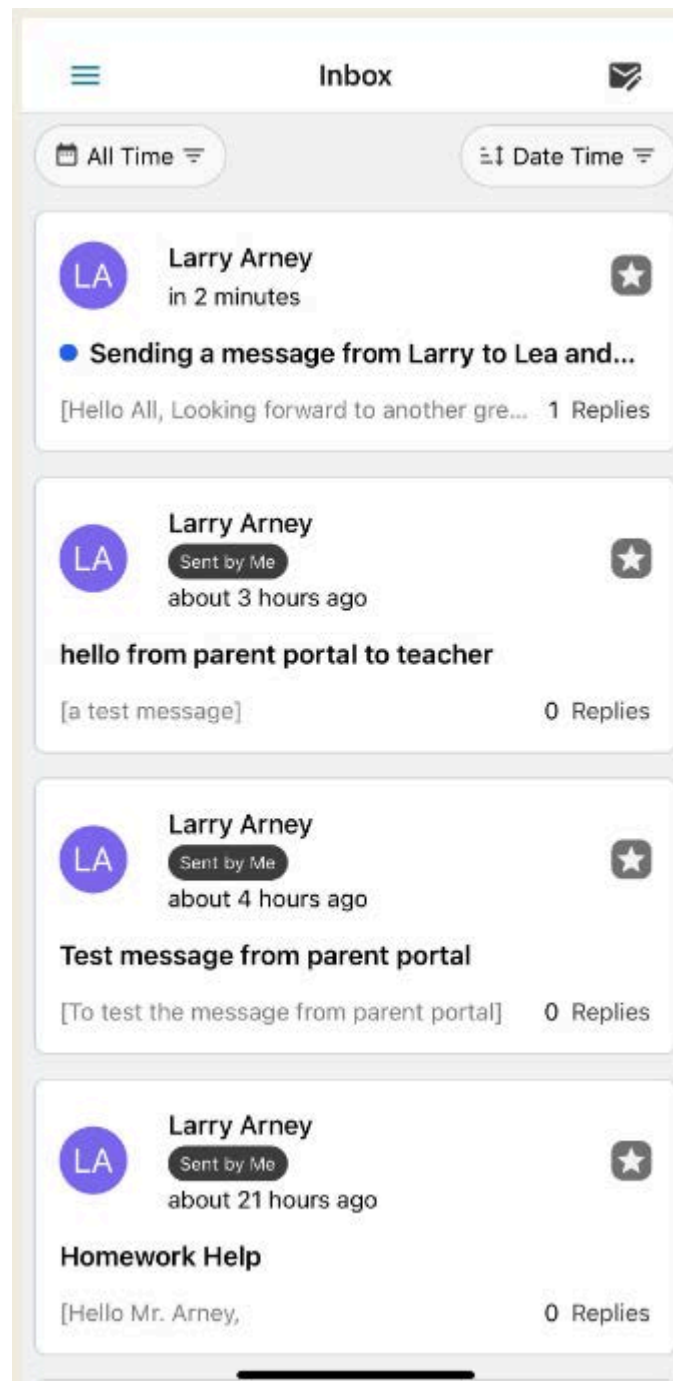 Inbox
All Time
Date Time
LA
Larry Arney
in 2 minutes
Sending a message from Larry to Lea and...
[Hello All, Looking forward to another gre... 1 Replies
LA
Larry Arney
Sent by Me
about 3 hours ago
hello from parent portal to teacher
[a test message] 0 Replies
LA
Larry Arney
Sent by Me
about 4 hours ago
Test message from parent portal
[To test the message from parent portal] 0 Replies
LA
Larry Arney
Sent by Me
about 21 hours ago
Homework Help
[Hello Mr. Arney, 0 Replies